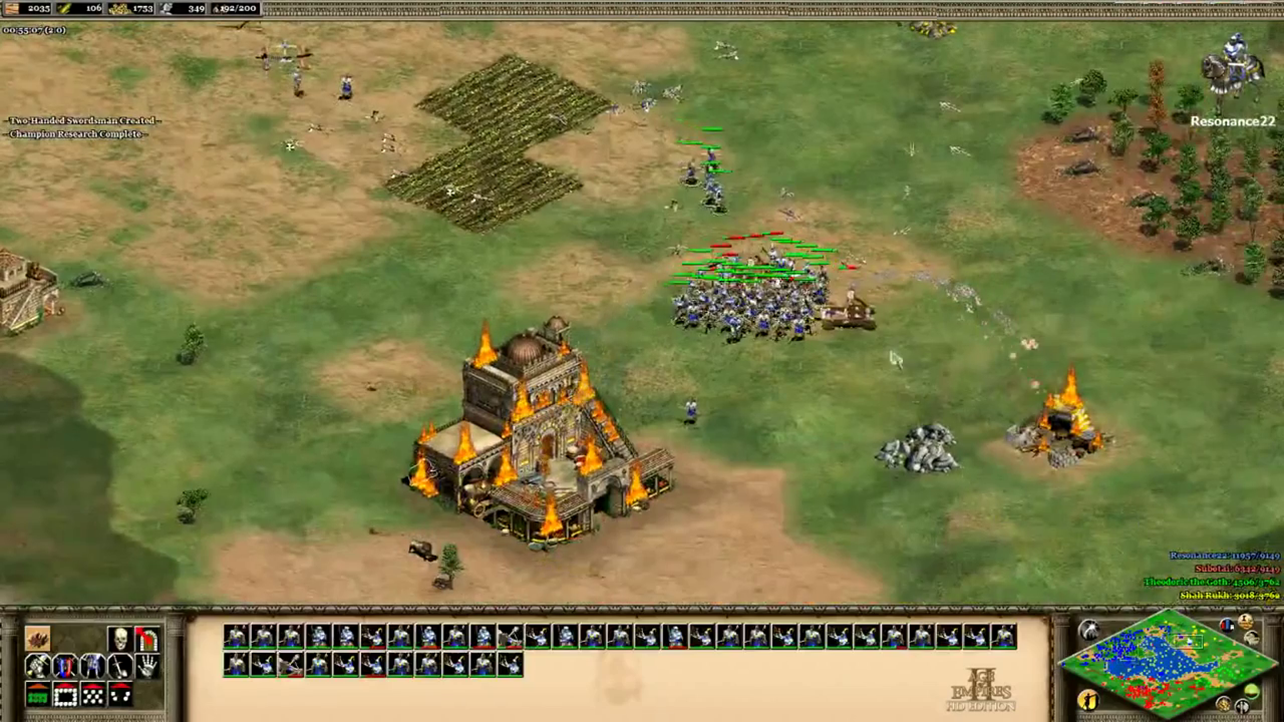 2035 106 1753 349 192/200
00:55:07 (2.0)
Resonance22
--Two Handed Swordsman Created--
--Champion Research Complete--
Resonance22: 11957/9149
Subotai: 6342/9149
Theodoric the Goth: 4506/3762
Shah Rukh: 3018/3762
AGE
OF
EMPIRES
II
HD EDITION